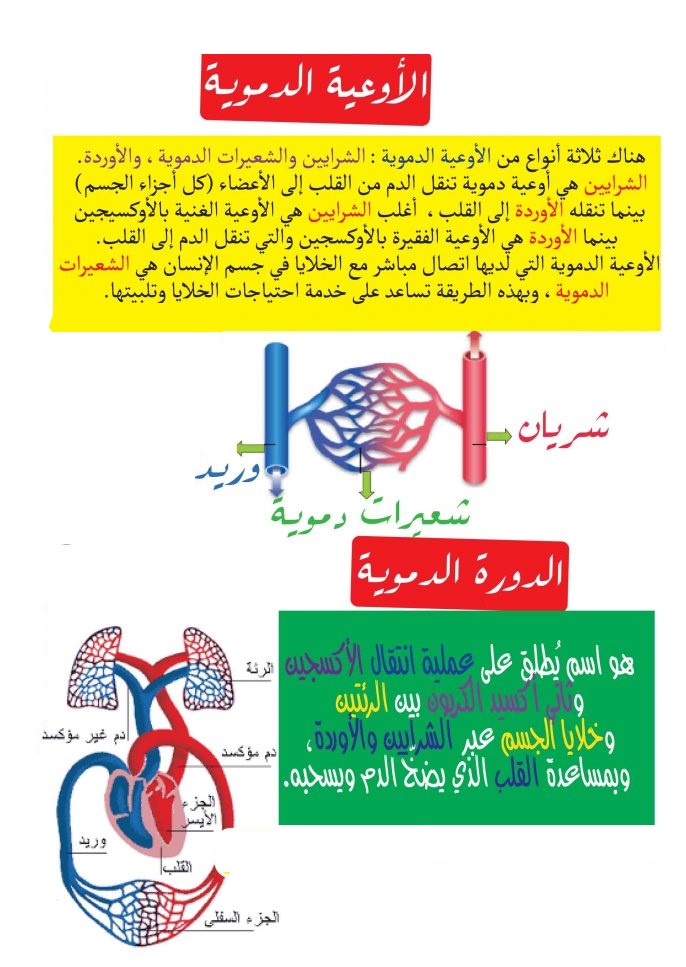 الأوعية الدموية
هناك ثلاثة أنواع من الأوعية الدموية : الشرايين والشعيرات الدموية ، والأوردة.
الشرايين هي أوعية دموية تنقل الدم من القلب إلى الأعضاء (كل أجزاء الجسم)
بينما تنقله الأوردة إلى القلب ، أغلب الشرايين هي الأوعية الغنية بالأوكسيجين
بينما الأوردة هي الأوعية الفقيرة بالأوكسجين والتي تنقل الدم إلى القلب.
الأوعية الدموية التي لديها اتصال مباشر مع الخلايا في جسم الإنسان هي الشعيرات
الدموية ، وبهذه الطريقة تساعد على خدمة احتياجات الخلايا وتلبيتها.
شريان
وريد
شعيرات دموية
الدورة الدموية
هو اسم يُطلق على عملية انتقال الأكسجين
وثاني أكسيد الكربون بين الرئتين
وخلايا الجسم عبر الشرايين والأوردة،
وبمساعدة القلب الذي يضخّ الدم ويسحبه.
الرئة
دم غير مؤكسد
دم مؤكسد
الجزء
الأيسر
وريد
القلب
الجزء السفلي